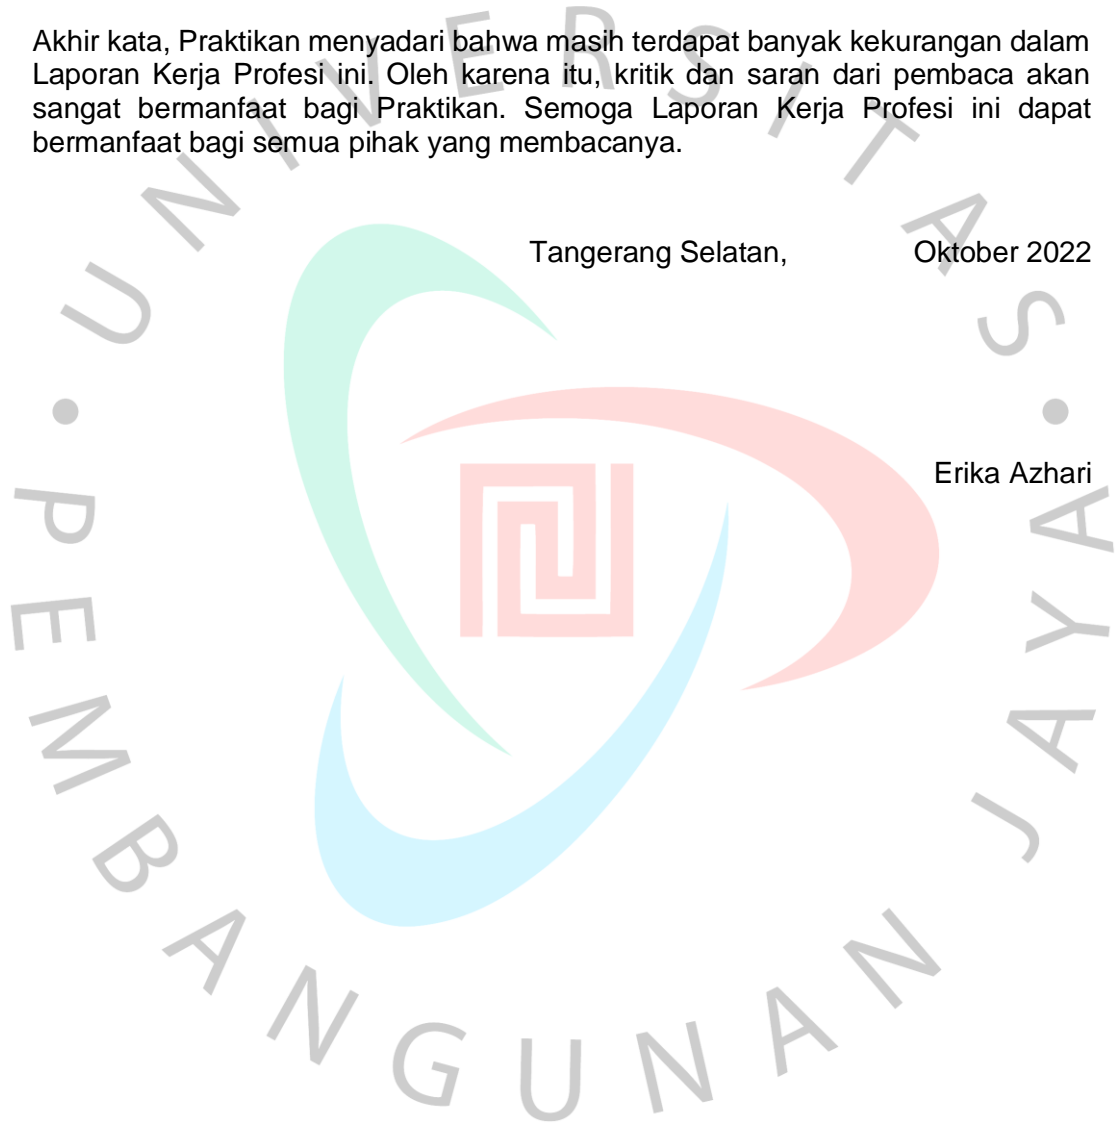 Akhir kata, Praktikan menyadari bahwa masih terdapat banyak kekurangan dalam
Laporan Kerja Profesi ini. Oleh karena itu, kritik dan saran dari pembaca akan
sangat bermanfaat bagi Praktikan. Semoga Laporan Kerja Profesi ini dapat
bermanfaat bagi semua pihak yang membacanya.
Tangerang Selatan, Oktober 2022
Erika Azhari
UNIVERSITAS • PEMBANGUNAN JAYA •